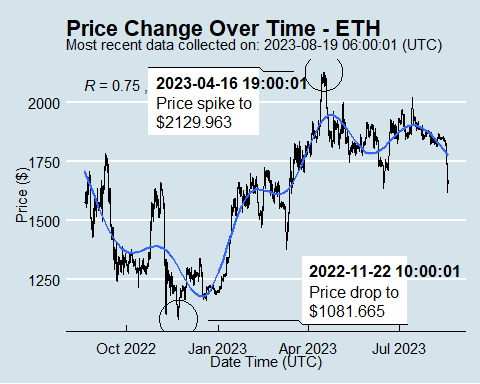 Price Change Over Time - ETH
Most recent data collected on: 2023-08-19 06:00:01 (UTC)
R = 0.75 ,
2023-04-16 19:00:01
Price spike to
$2129.963
2000
1750
1500
1250
Price ($)
2022-11-22 10:00:01
Price drop to
$1081.665
Oct 2022
Jan 2023
Apr 2023
Jul 2023
Date Time (UTC)